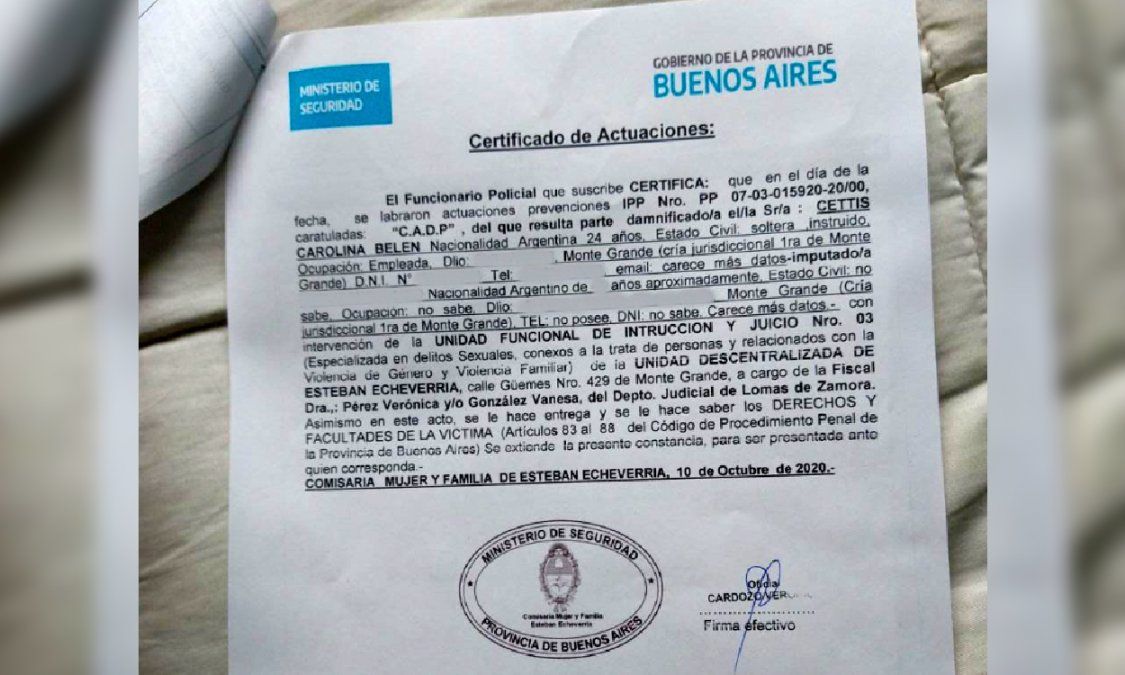 MINISTERIO DE
SEGURIDAD
GOBIERNO DE LA PROVINCIA DE
BUENOS AIRES
Certificado de Actuaciones:
El Funcionario Policial que suscribe CERTIFICA: que en el día de la
fecha, se labraron actuaciones prevenciones IPP Nro. PP 07-03-015920-20/00,
caratuladas: "C.A.D.P", del que resulta parte damnificado/a el/la Sr/a : CETTIS
CAROLINA BELEN Nacionalidad Argentina 24 años, Estado Civil: soltera ,instruido,
Ocupación: Empleada, Dlio: , Monte Grande (cría jurisdiccional 1ra de Monte
Grande) D.N.I. N° Tel: , email: carece más datos-imputado/a
Nacionalidad Argentino de años aproximadamente, Estado Civil: no
sabe, Ocupación: no sabe, Dlio: Monte Grande (Cría
jurisdiccional 1ra de Monte Grande), TEL: no posee, DNI: no sabe. Carece más datos.- con
intervención de la UNIDAD FUNCIONAL DE INTRUCCION Y JUICIO Nro. 03
(Especializada en delitos Sexuales, conexos a la trata de personas y relacionados con la
Violencia de Género y Violencia Familiar) de la UNIDAD DESCENTRALIZADA DE
ESTEBAN ECHEVERRIA, calle Güemes Nro. 429 de Monte Grande, a cargo de la Fiscal
Dra.,: Pérez Verónica y/o González Vanesa, del Depto. Judicial de Lomas de Zamora.
Asimismo en este acto, se le hace entrega y se le hace saber los DERECHOS Y
FACULTADES DE LA VICTIMA (Artículos 83 al 88 del Código de Procedimiento Penal de
la Provincia de Buenos Aires) Se extiende la presente constancia, para ser presentada ante
quien corresponda.-
COMISARIA MUJER Y FAMILIA DE ESTEBAN ECHEVERRIA, 10 de Octubre de 2020.-
MINISTERIO DE SEGURIDAD
Comisaría Mujer y Familia
Esteban Echeverría
PROVINCIA DE BUENOS AIRES
Oficial
CARDOZO
Firma efectivo